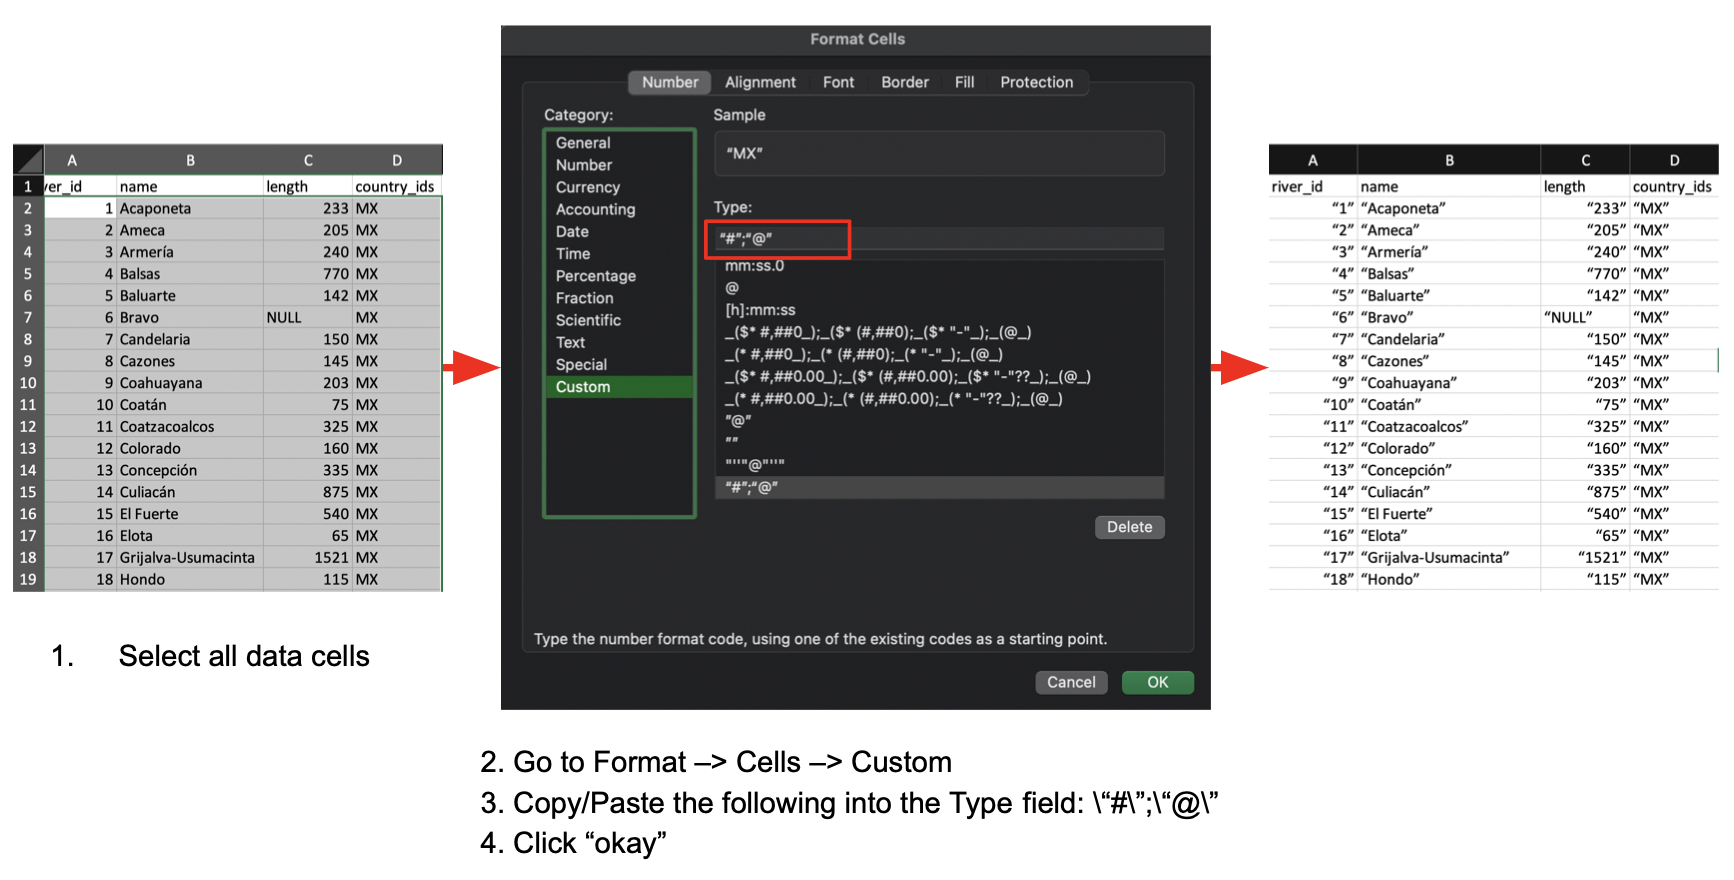 Format Cells
Number Alignment Font Border Fill Protection
Category:
General
Number
Currency
Accounting
Date
Time
Percentage
Fraction
Scientific
Text
Special
Custom
Sample
“MX”
Type:
“#”;“@”
mm:ss.0
@
[h]:mm:ss
_($* #,##0_);_($* (#,##0);_($* "-"_);_(@_)
_(* #,##0_);_(* (#,##0);_(* "-"_);_(@_)
_($* #,##0.00_);_($* (#,##0.00);_($* "-"??_);_(@_)
_(* #,##0.00_);_(* (#,##0.00);_(* "-"??_);_(@_)
"@"
""
"''"@"''"
“#”;“@”
Delete
Type the number format code, using one of the existing codes as a starting point.
Cancel OK
A B C D
1 er_id name length country_ids
2 1 Acaponeta 233 MX
3 2 Ameca 205 MX
4 3 Armería 240 MX
5 4 Balsas 770 MX
6 5 Baluarte 142 MX
7 6 Bravo NULL MX
8 7 Candelaria 150 MX
9 8 Cazones 145 MX
10 9 Coahuayana 203 MX
11 10 Coatán 75 MX
12 11 Coatzacoalcos 325 MX
13 12 Colorado 160 MX
14 13 Concepción 335 MX
15 14 Culiacán 875 MX
16 15 El Fuerte 540 MX
17 16 Elota 65 MX
18 17 Grijalva-Usumacinta 1521 MX
19 18 Hondo 115 MX
A B C D
river_id name length country_ids
“1” “Acaponeta” “233” “MX”
“2” “Ameca” “205” “MX”
“3” “Armería” “240” “MX”
“4” “Balsas” “770” “MX”
“5” “Baluarte” “142” “MX”
“6” “Bravo” “NULL” “MX”
“7” “Candelaria” “150” “MX”
“8” “Cazones” “145” “MX”
“9” “Coahuayana” “203” “MX”
“10” “Coatán” “75” “MX”
“11” “Coatzacoalcos” “325” “MX”
“12” “Colorado” “160” “MX”
“13” “Concepción” “335” “MX”
“14” “Culiacán” “875” “MX”
“15” “El Fuerte” “540” “MX”
“16” “Elota” “65” “MX”
“17” “Grijalva-Usumacinta” “1521” “MX”
“18” “Hondo” “115” “MX”
1. Select all data cells
2. Go to Format –> Cells –> Custom
3. Copy/Paste the following into the Type field: \“#\”;\“@\”
4. Click “okay”